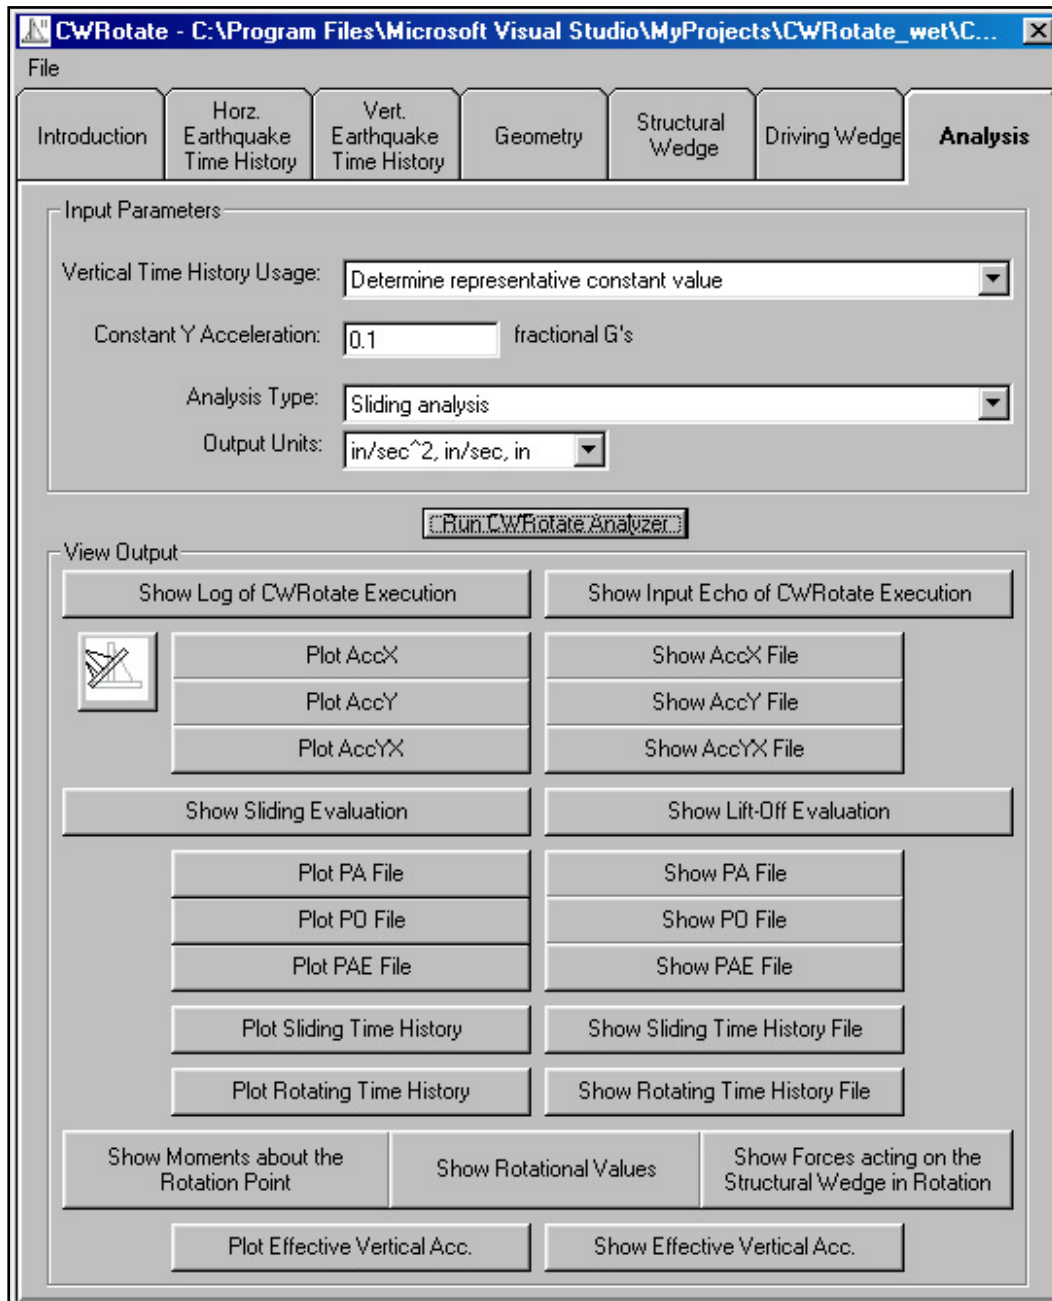 CWRotate - C:\Program Files\Microsoft Visual Studio\MyProjects\CWRotate_wet\C...
File
Introduction
Horz.
Earthquake
Time History
Vert.
Earthquake
Time History
Geometry
Structural
Wedge
Driving Wedge
Analysis
Input Parameters
Vertical Time History Usage: Determine representative constant value
Constant Y Acceleration: 0.1 fractional G's
Analysis Type: Sliding analysis
Output Units: in/sec^2, in/sec, in
Run CWRotate Analyzer
View Output
Show Log of CWRotate Execution Show Input Echo of CWRotate Execution
Plot AccX Show AccX File
Plot AccY Show AccY File
Plot AccYX Show AccYX File
Show Sliding Evaluation Show Lift-Off Evaluation
Plot PA File Show PA File
Plot PO File Show PO File
Plot PAE File Show PAE File
Plot Sliding Time History Show Sliding Time History File
Plot Rotating Time History Show Rotating Time History File
Show Moments about the
Rotation Point
Show Rotational Values
Show Forces acting on the
Structural Wedge in Rotation
Plot Effective Vertical Acc. Show Effective Vertical Acc.